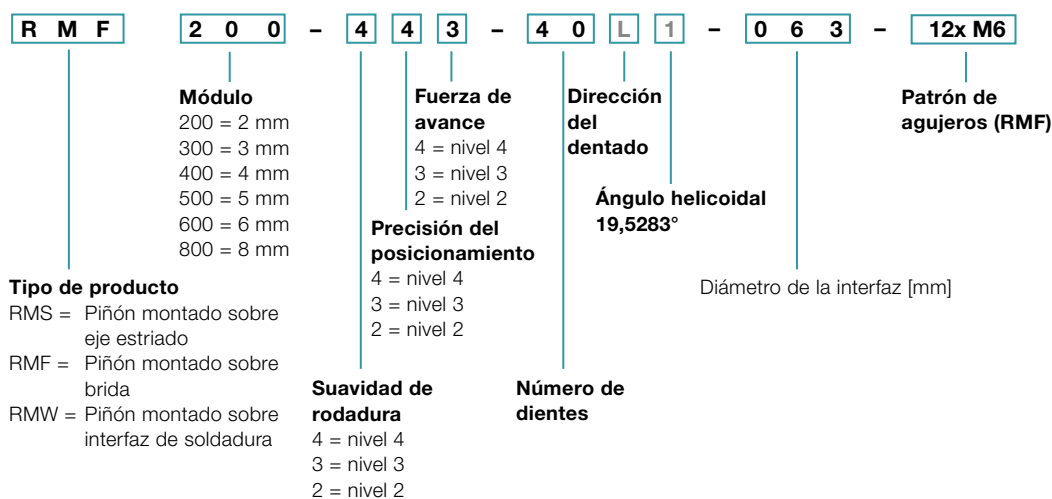 R M F 2 0 0 – 4 4 3 – 4 0 L 1 – 0 6 3 – 12x M6
Módulo
200 = 2 mm
300 = 3 mm
400 = 4 mm
500 = 5 mm
600 = 6 mm
800 = 8 mm
Fuerza de
avance
4 = nivel 4
3 = nivel 3
2 = nivel 2
Dirección
del
dentado
Patrón de
agujeros (RMF)
Ángulo helicoidal
19,5283°
Precisión del
posicionamiento
4 = nivel 4
3 = nivel 3
2 = nivel 2
Diámetro de la interfaz [mm]
Tipo de producto
RMS = Piñón montado sobre
eje estriado
RMF = Piñón montado sobre
brida
RMW = Piñón montado sobre
interfaz de soldadura
Suavidad de
rodadura
4 = nivel 4
3 = nivel 3
2 = nivel 2
Número de
dientes